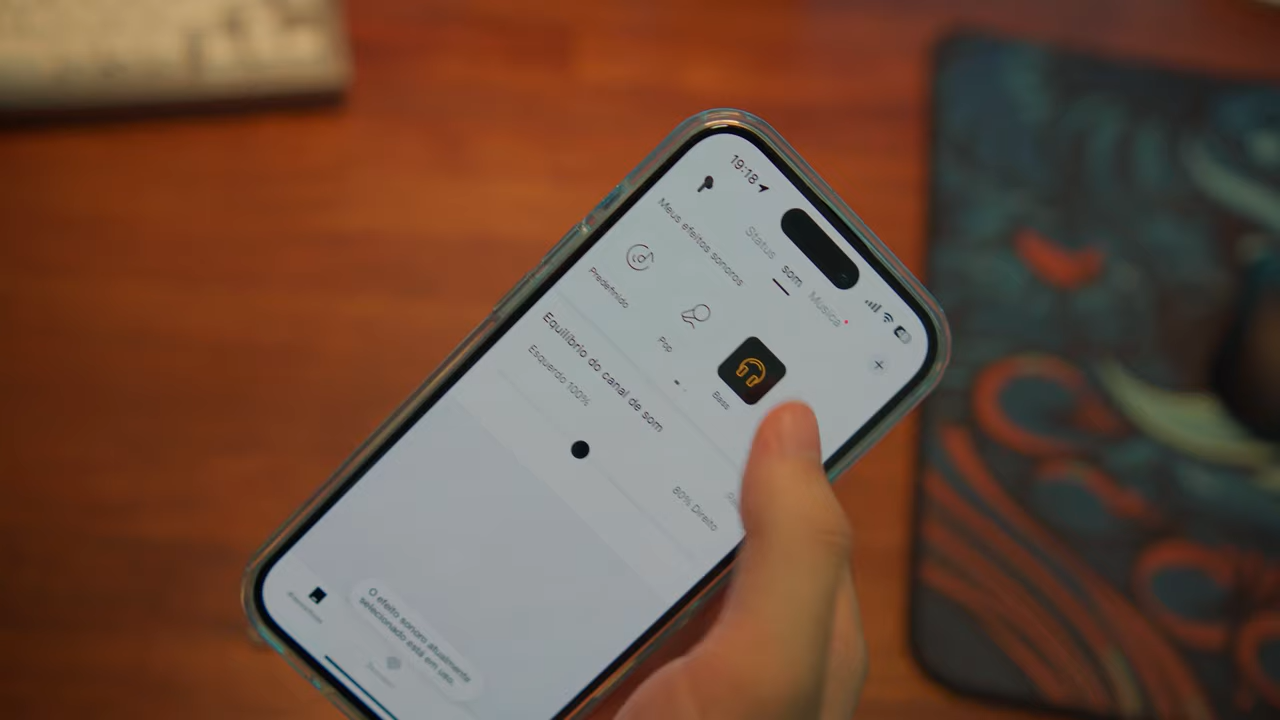 19:18
Status
som
Música
Meus efeitos sonoros
Predefinido
Pop
Bass
Equilíbrio do canal de som
Esquerdo 100%
80% Direito
O efeito sonoro atualmente
selecionado está em uso.